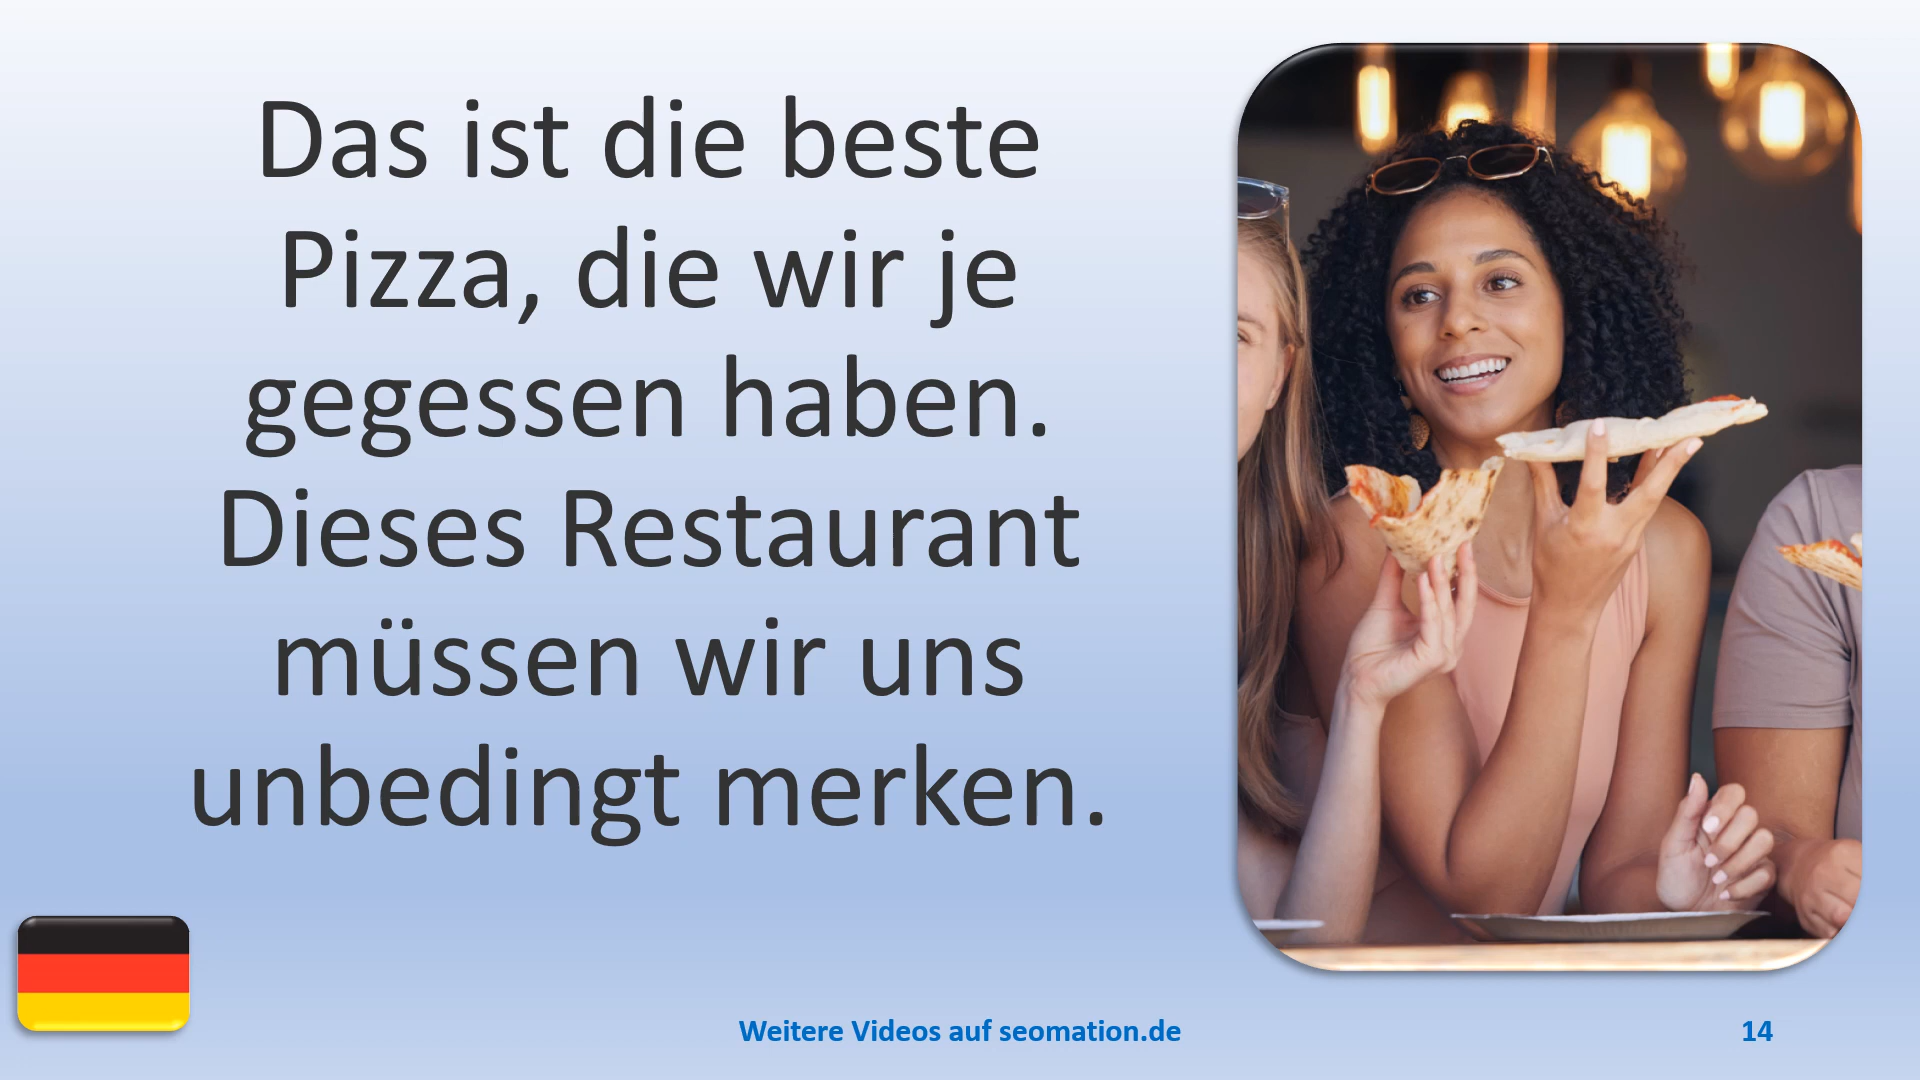 Das ist die beste
Pizza, die wir je
gegessen haben.
Dieses Restaurant
müssen wir uns
unbedingt merken.
Weitere Videos auf seomation.de
14